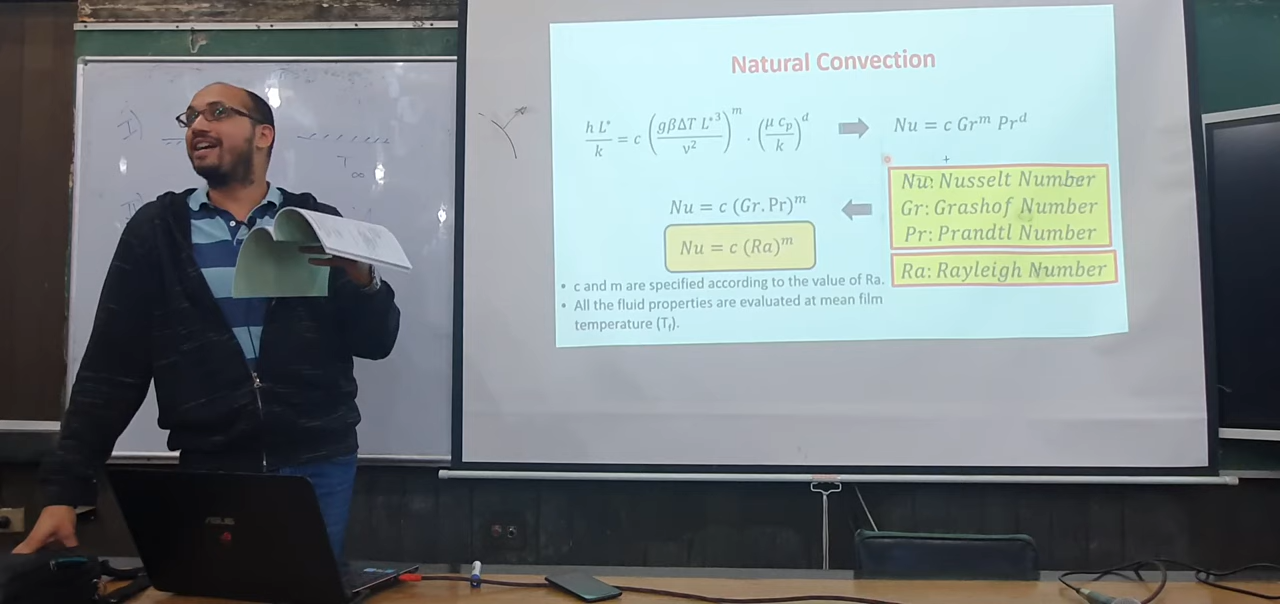 Natural Convection
h L* / k = c (gβΔT L*³ / ν²)^m . (μ c_p / k)^d
Nu = c Gr^m Pr^d
Nu: Nusselt Number
Gr: Grashof Number
Pr: Prandtl Number
Ra: Rayleigh Number
Nu = c (Gr.Pr)^m
Nu = c (Ra)^m
• c and m are specified according to the value of Ra.
• All the fluid properties are evaluated at mean film
temperature (T_f).
I)
∞
ASUS